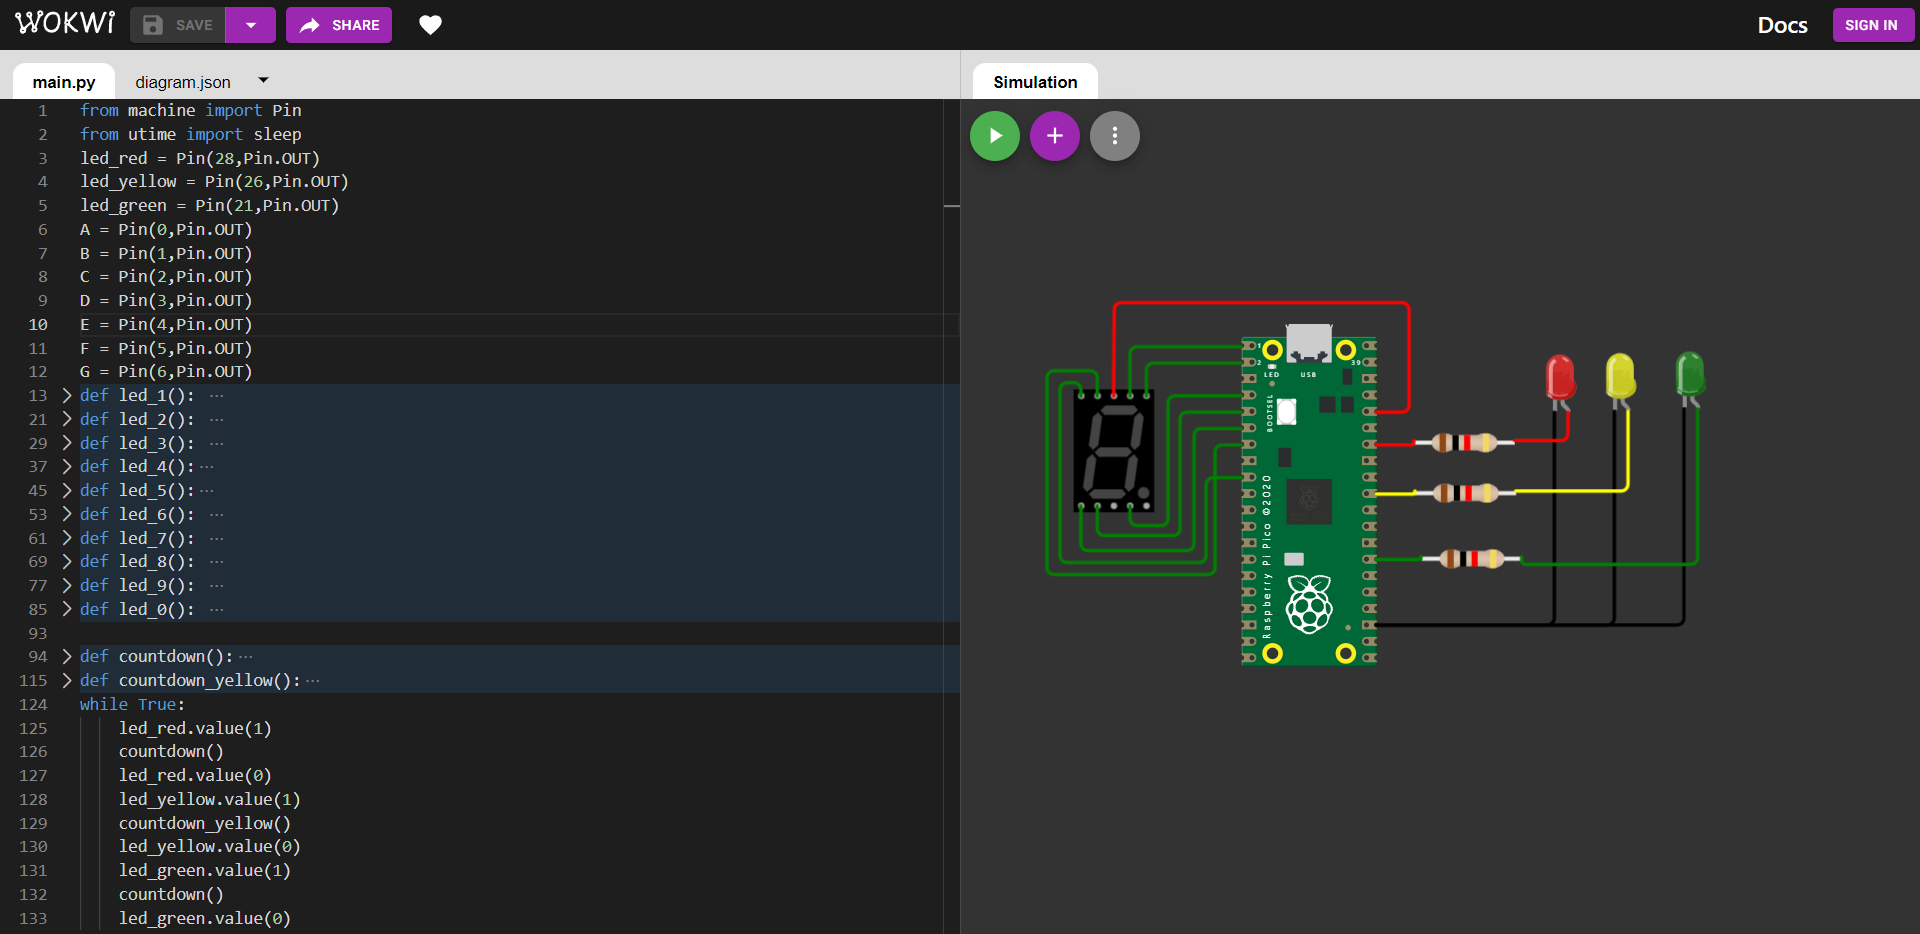 WOKWi
SAVE
SHARE
Docs
SIGN IN
main.py
diagram.json
Simulation
1 from machine import Pin
2 from utime import sleep
3 led_red = Pin(28,Pin.OUT)
4 led_yellow = Pin(26,Pin.OUT)
5 led_green = Pin(21,Pin.OUT)
6 A = Pin(0,Pin.OUT)
7 B = Pin(1,Pin.OUT)
8 C = Pin(2,Pin.OUT)
9 D = Pin(3,Pin.OUT)
10 E = Pin(4,Pin.OUT)
11 F = Pin(5,Pin.OUT)
12 G = Pin(6,Pin.OUT)
13 def led_1(): ...
21 def led_2(): ...
29 def led_3(): ...
37 def led_4():...
45 def led_5():...
53 def led_6(): ...
61 def led_7(): ...
69 def led_8(): ...
77 def led_9(): ...
85 def led_0(): ...
93
94 def countdown():...
115 def countdown_yellow():...
124 while True:
125 led_red.value(1)
126 countdown()
127 led_red.value(0)
128 led_yellow.value(1)
129 countdown_yellow()
130 led_yellow.value(0)
131 led_green.value(1)
132 countdown()
133 led_green.value(0)
1
2
39
LED
USB
BOOTSEL
Raspberry Pi Pico ©2020